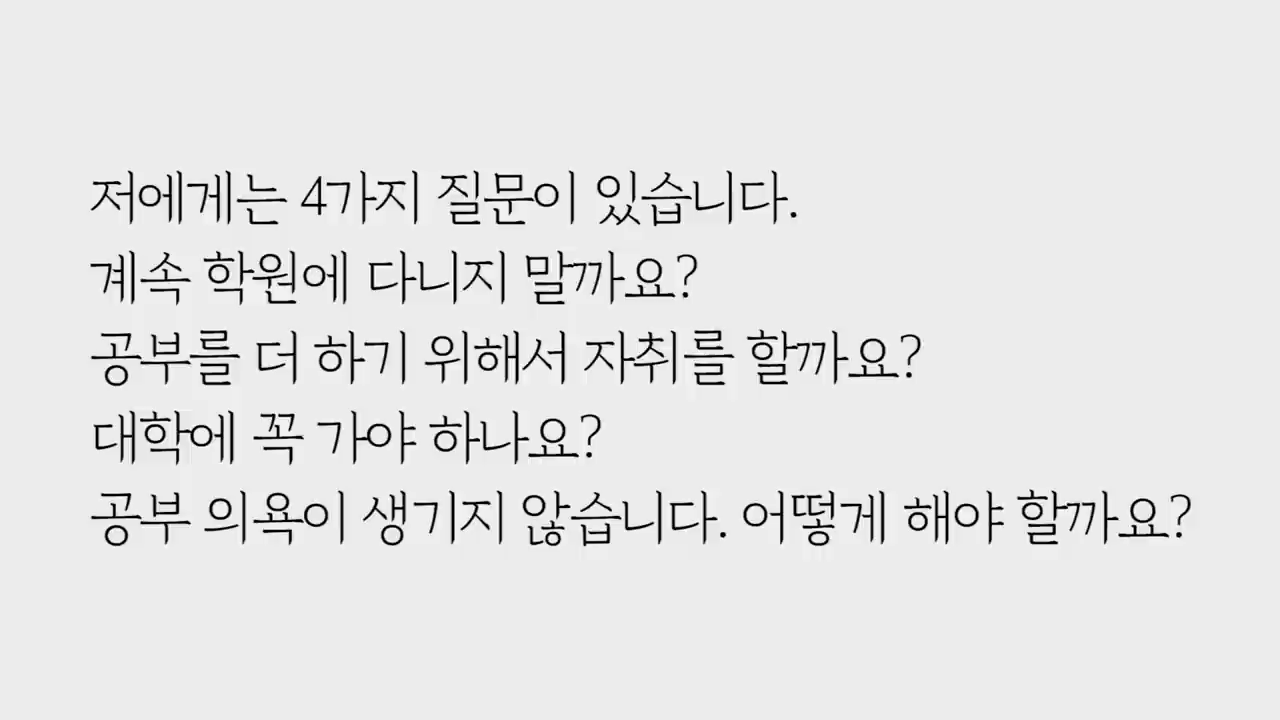 저에게는 4가지 질문이 있습니다.
계속 학원에 다니지 말까요?
공부를 더 하기 위해서 자취를 할까요?
대학에 꼭 가야 하나요?
공부 의욕이 생기지 않습니다. 어떻게 해야 할까요?